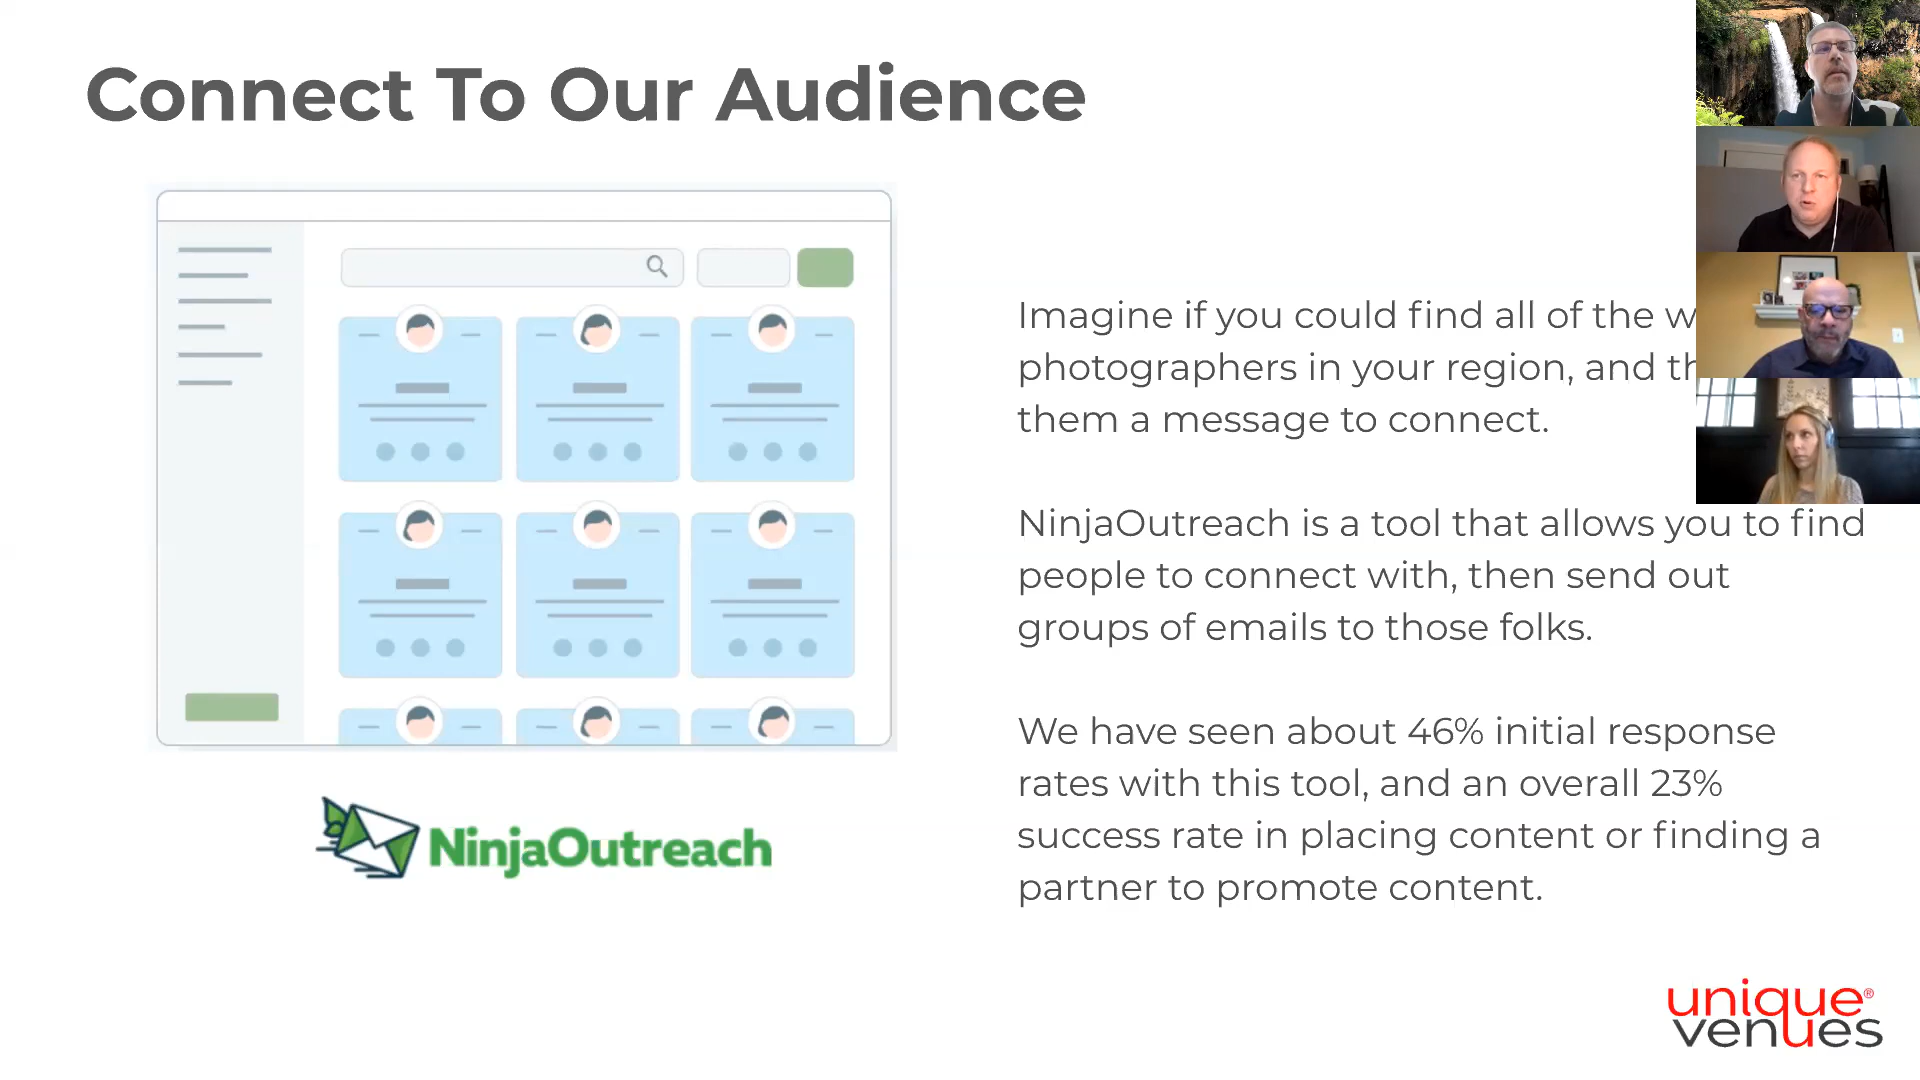 Connect To Our Audience
Imagine if you could find all of the
photographers in your region, and
them a message to connect.
NinjaOutreach is a tool that allows you to find
people to connect with, then send out
groups of emails to those folks.
We have seen about 46% initial response
rates with this tool, and an overall 23%
success rate in placing content or finding a
partner to promote content.
NinjaOutreach
unique®
venues